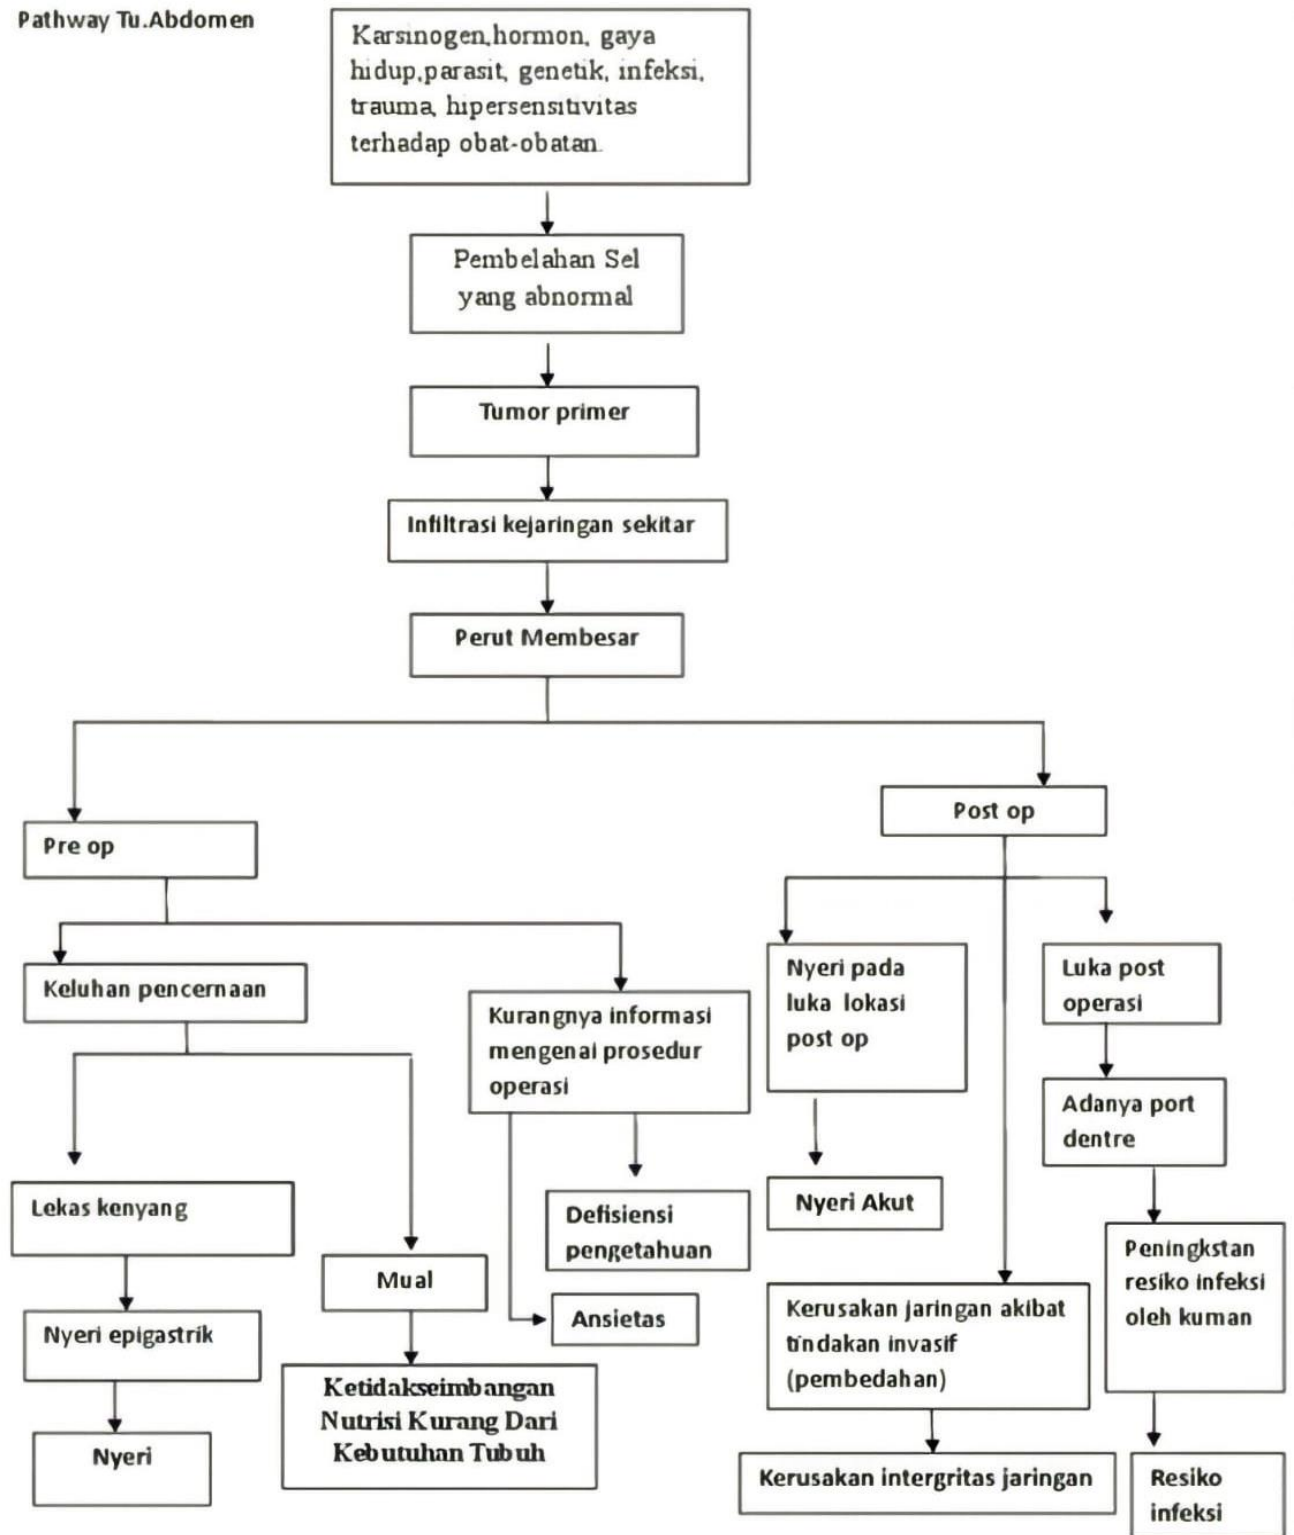 Pathway Tu.Abdomen
Karsinogen,hormon, gaya
hidup,parasit, genetik, infeksi,
trauma, hipersensitivitas
terhadap obat-obatan.
Pembelahan Sel
yang abnormal
Tumor primer
Infiltrasi kejaringan sekitar
Perut Membesar
Pre op
Post op
Keluhan pencernaan
Kurangnya informasi
mengenai prosedur
operasi
Nyeri pada
luka lokasi
post op
Luka post
operasi
Adanya port
dentre
Lekas kenyang
Mual
Defisiensi
pengetahuan
Nyeri Akut
Peningkstan
resiko infeksi
oleh kuman
Nyeri epigastrik
Ansietas
Kerusakan jaringan akibat
tindakan invasif
(pembedahan)
Nyeri
Ketidakseimbangan
Nutrisi Kurang Dari
Kebutuhan Tubuh
Kerusakan intergritas jaringan
Resiko
infeksi